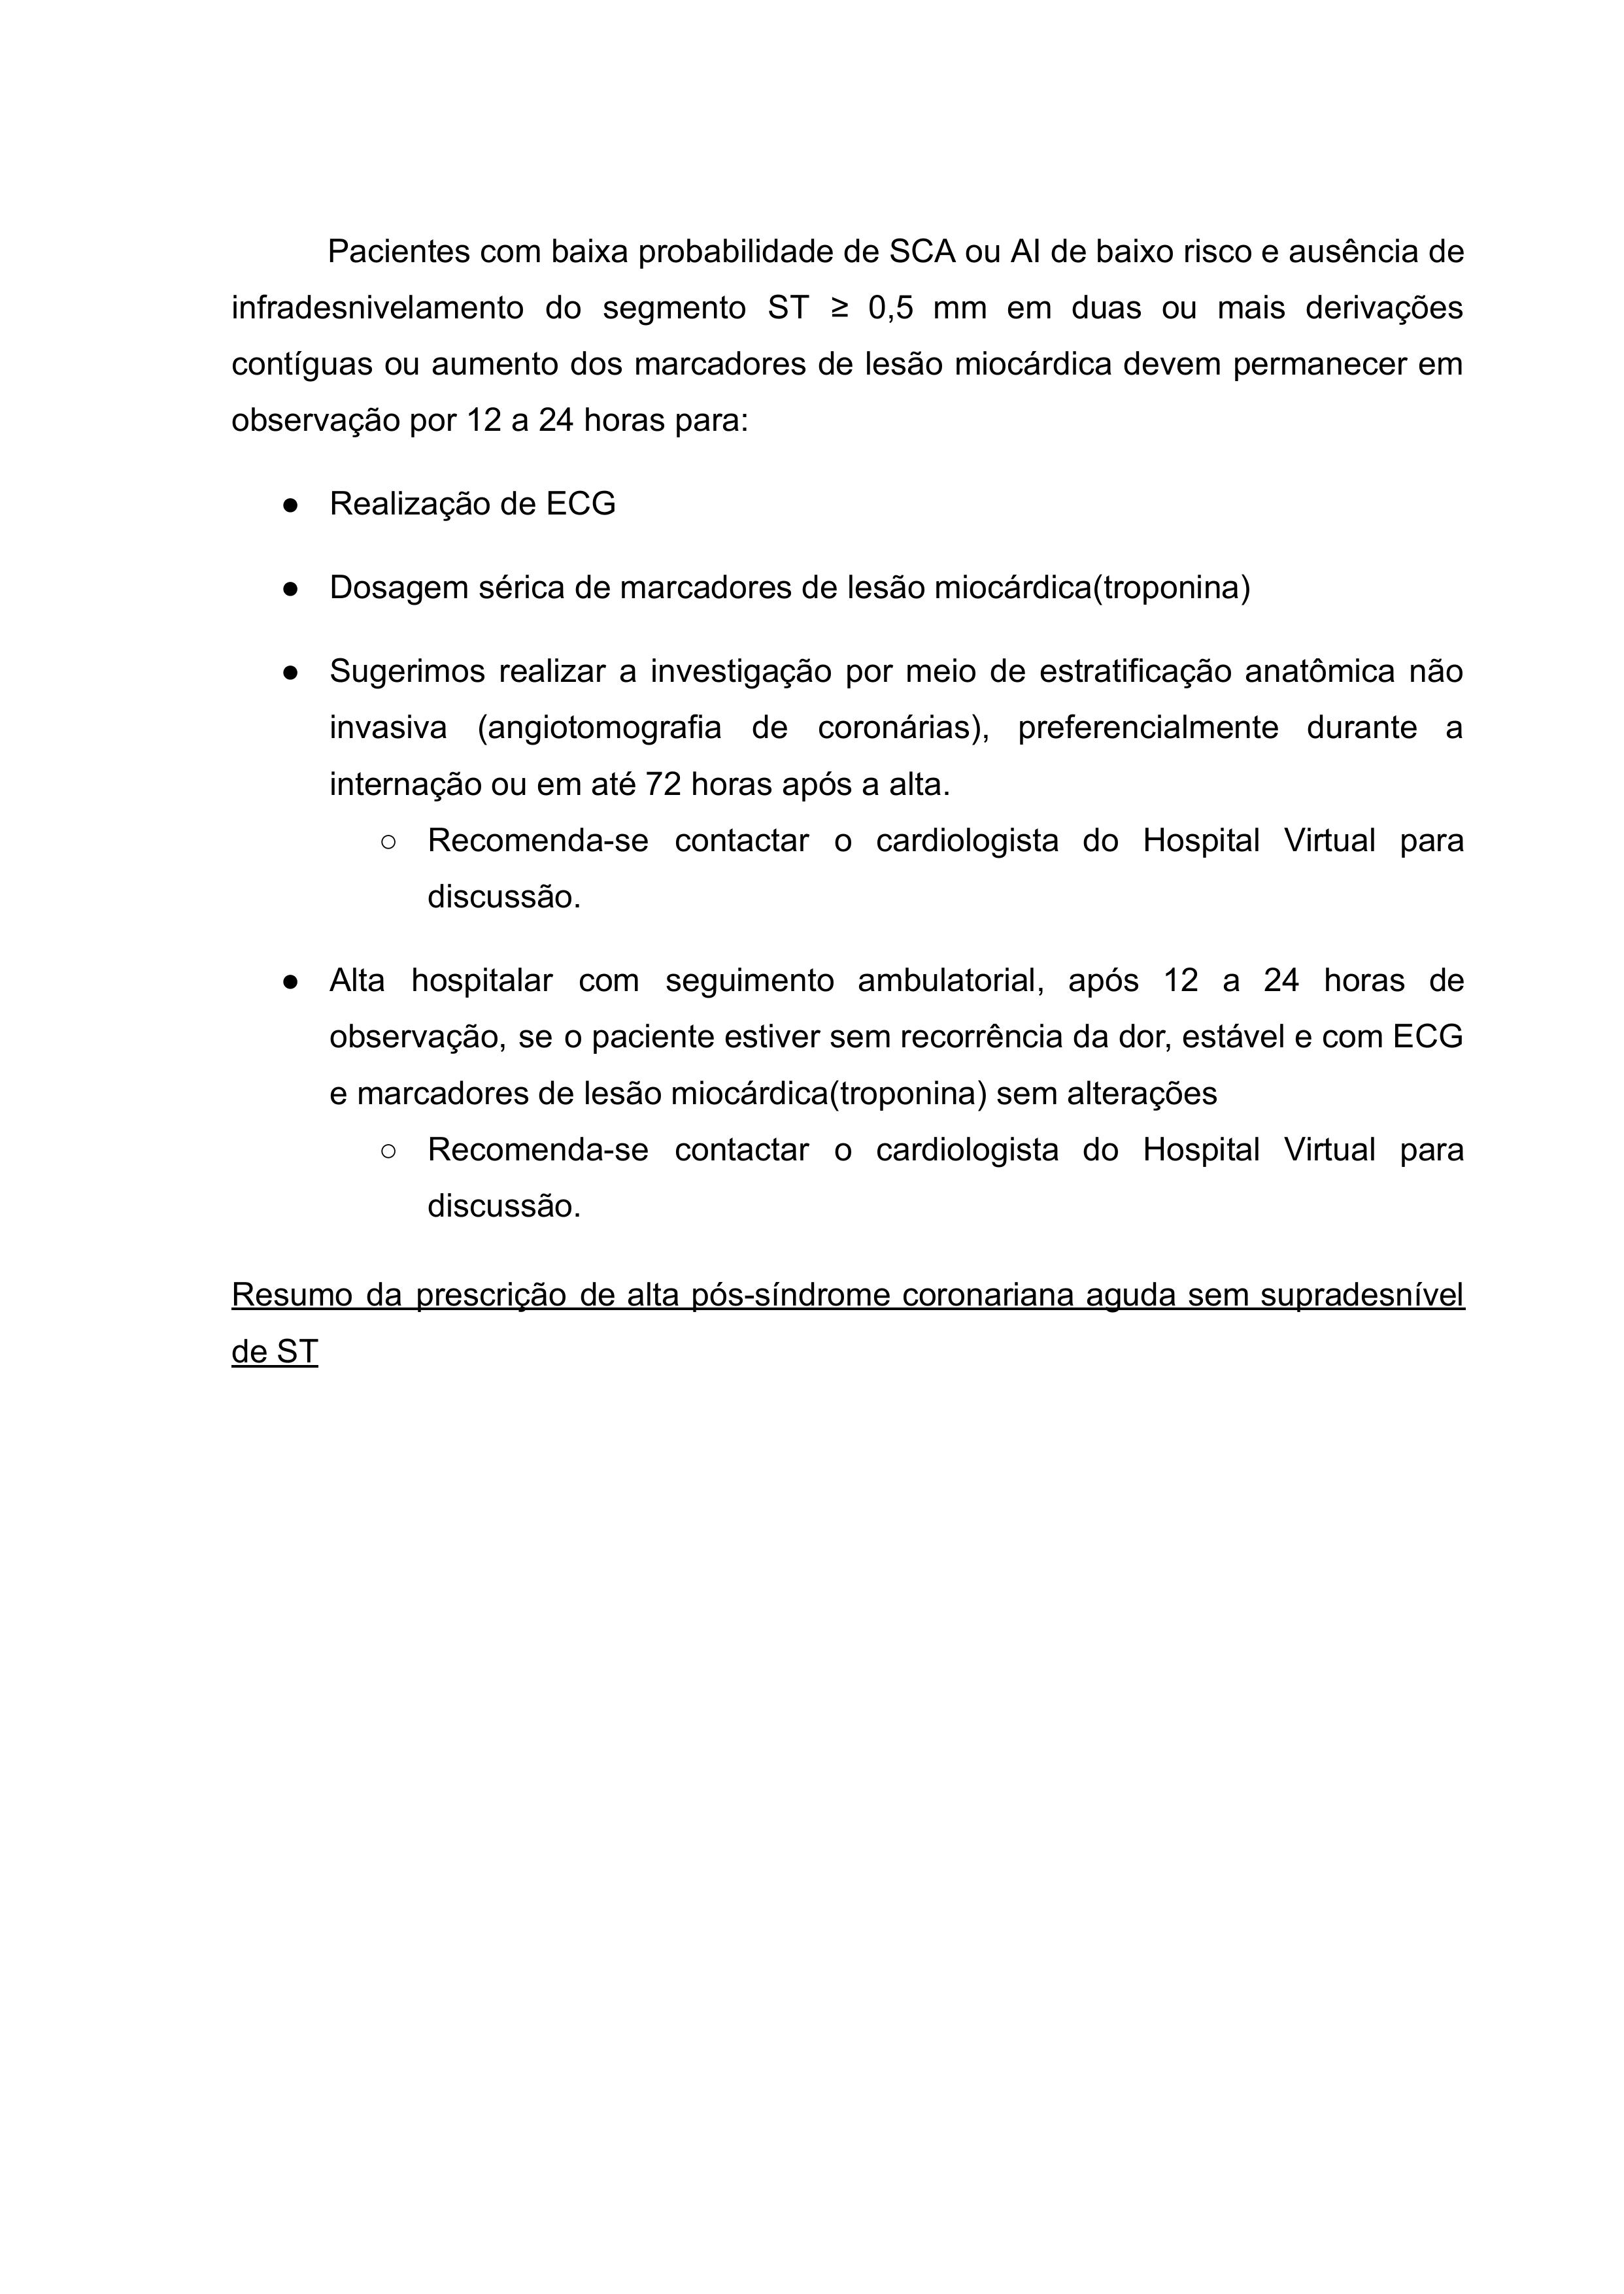 Pacientes com baixa probabilidade de SCA ou AI de baixo risco e ausência de
infradesnivelamento do segmento ST ≥ 0,5 mm em duas ou mais derivações
contíguas ou aumento dos marcadores de lesão miocárdica devem permanecer em
observação por 12 a 24 horas para:
● Realização de ECG
● Dosagem sérica de marcadores de lesão miocárdica(troponina)
● Sugerimos realizar a investigação por meio de estratificação anatômica não
invasiva (angiotomografia de coronárias), preferencialmente durante a
internação ou em até 72 horas após a alta.
○ Recomenda-se contactar o cardiologista do Hospital Virtual para
discussão.
● Alta hospitalar com seguimento ambulatorial, após 12 a 24 horas de
observação, se o paciente estiver sem recorrência da dor, estável e com ECG
e marcadores de lesão miocárdica(troponina) sem alterações
○ Recomenda-se contactar o cardiologista do Hospital Virtual para
discussão.
Resumo da prescrição de alta pós-síndrome coronariana aguda sem supradesnível
de ST